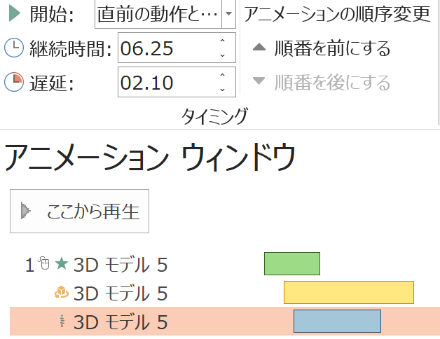 開始: 直前の動作と… アニメーションの順序変更
継続時間: 06.25 順番を前にする
遅延: 02.10 順番を後にする
タイミング
アニメーション ウィンドウ
ここから再生
1 3D モデル 5
3D モデル 5
3D モデル 5